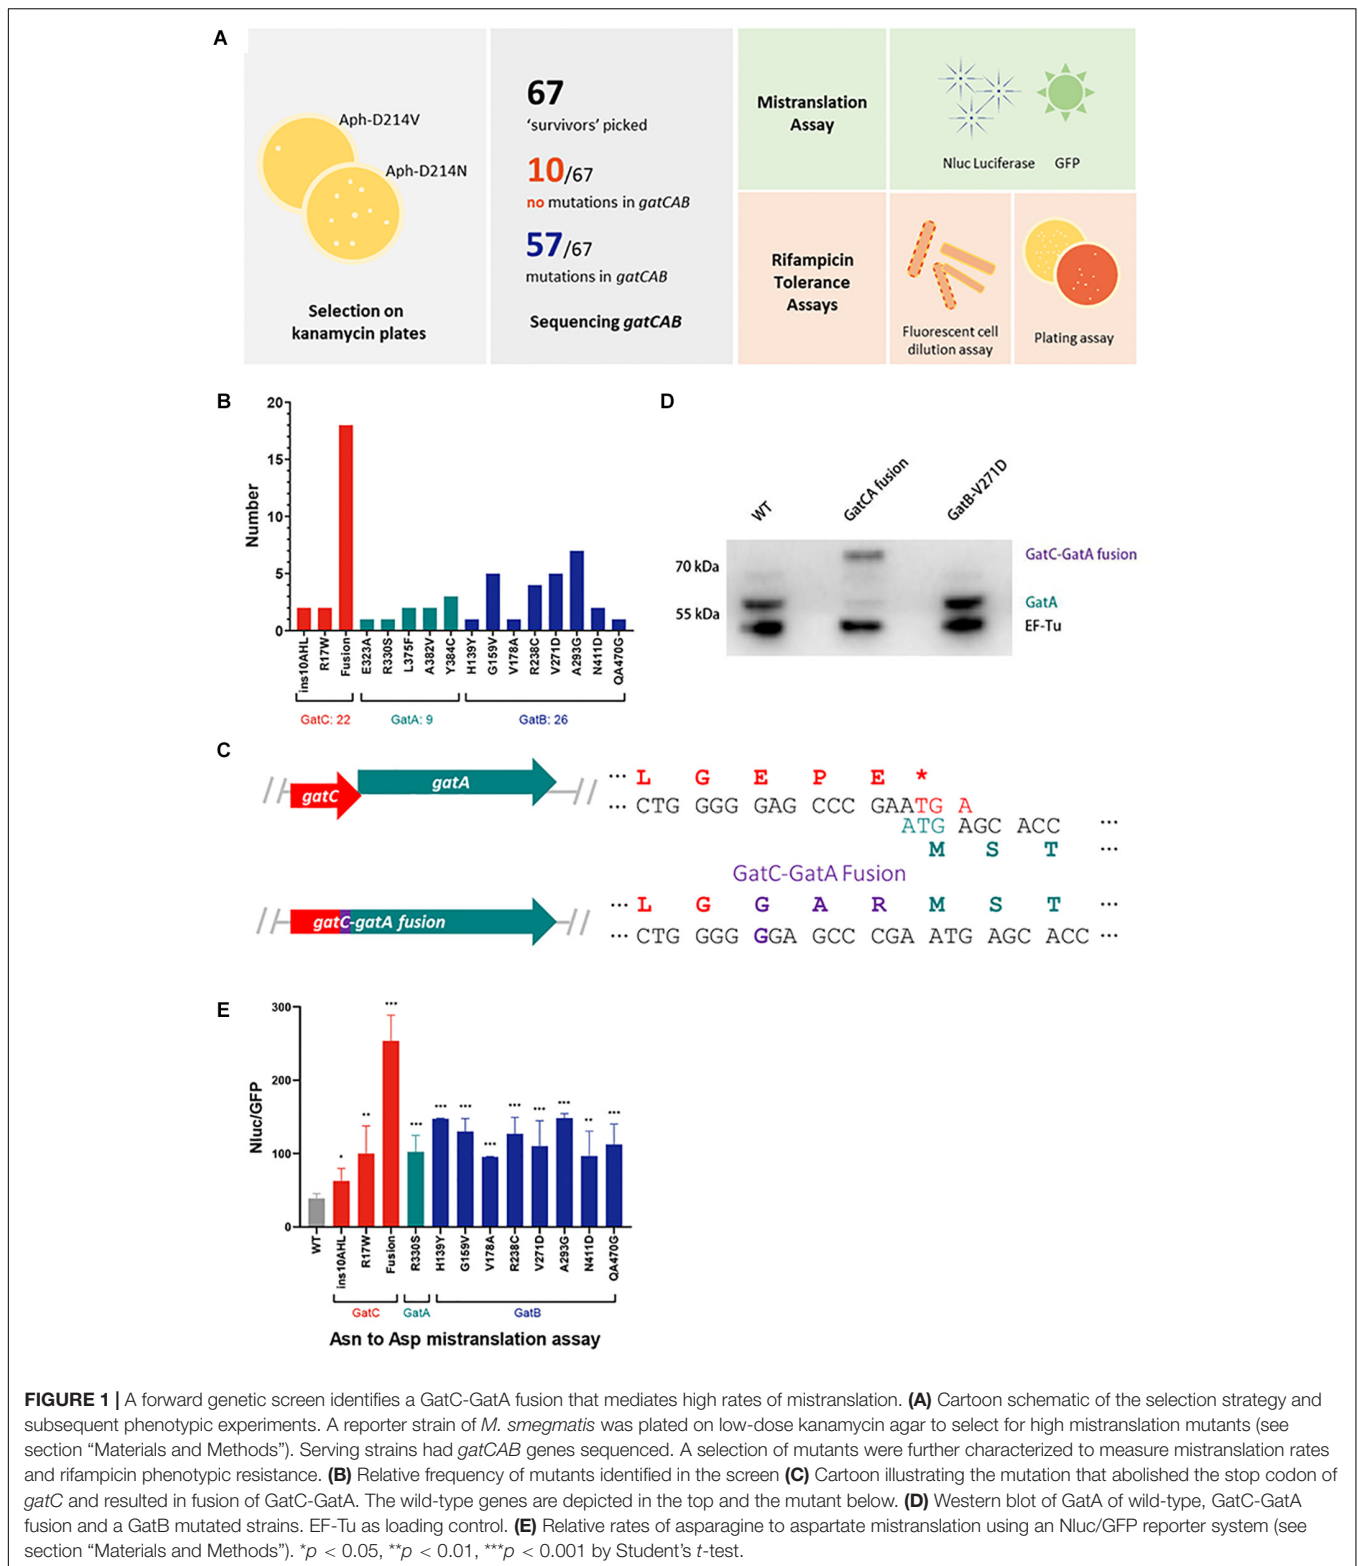 A
Aph-D214V
Aph-D214N
Selection on
kanamycin plates
67
'survivors' picked
10/67
no mutations in gatCAB
57/67
mutations in gatCAB
Sequencing gatCAB
Mistranslation
Assay
Nluc Luciferase GFP
Rifampicin
Tolerance
Assays
Fluorescent cell
dilution assay
Plating assay
B
Number
20
15
10
5
0
ins10AHL
R17W
Fusion
E323A
R330S
L375F
A382V
Y384C
H139Y
G159V
V178A
R238C
V271D
A293G
N411D
QA470G
GatC: 22
GatA: 9
GatB: 26
D
WT
GatCA fusion
GatB-V271D
70 kDa
55 kDa
GatC-GatA fusion
GatA
EF-Tu
C
gatC
gatA
... L G E P E *
... CTG GGG GAG CCC GAATG A
ATG AGC ACC ...
M S T ...
GatC-GatA Fusion
gatC-gatA fusion
... L G G A R M S T ...
... CTG GGG GGA GCC CGA ATG AGC ACC ...
E
Nluc/GFP
300
200
100
0
*
**
***
***
***
***
***
***
***
***
**
***
WT
ins10AHL
R17W
Fusion
R330S
H139Y
G159V
V178A
R238C
V271D
A293G
N411D
QA470G
GatC
GatA
GatB
Asn to Asp mistranslation assay
FIGURE 1 | A forward genetic screen identifies a GatC-GatA fusion that mediates high rates of mistranslation. (A) Cartoon schematic of the selection strategy and
subsequent phenotypic experiments. A reporter strain of M. smegmatis was plated on low-dose kanamycin agar to select for high mistranslation mutants (see
section “Materials and Methods”). Serving strains had gatCAB genes sequenced. A selection of mutants were further characterized to measure mistranslation rates
and rifampicin phenotypic resistance. (B) Relative frequency of mutants identified in the screen (C) Cartoon illustrating the mutation that abolished the stop codon of
gatC and resulted in fusion of GatC-GatA. The wild-type genes are depicted in the top and the mutant below. (D) Western blot of GatA of wild-type, GatC-GatA
fusion and a GatB mutated strains. EF-Tu as loading control. (E) Relative rates of asparagine to aspartate mistranslation using an Nluc/GFP reporter system (see
section “Materials and Methods”). *p < 0.05, **p < 0.01, ***p < 0.001 by Student’s t-test.